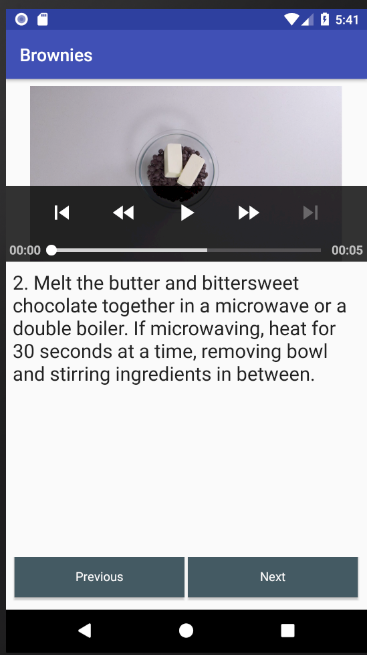 5:41
Brownies
00:00
00:05
2. Melt the butter and bittersweet
chocolate together in a microwave or a
double boiler. If microwaving, heat for
30 seconds at a time, removing bowl
and stirring ingredients in between.
Previous
Next